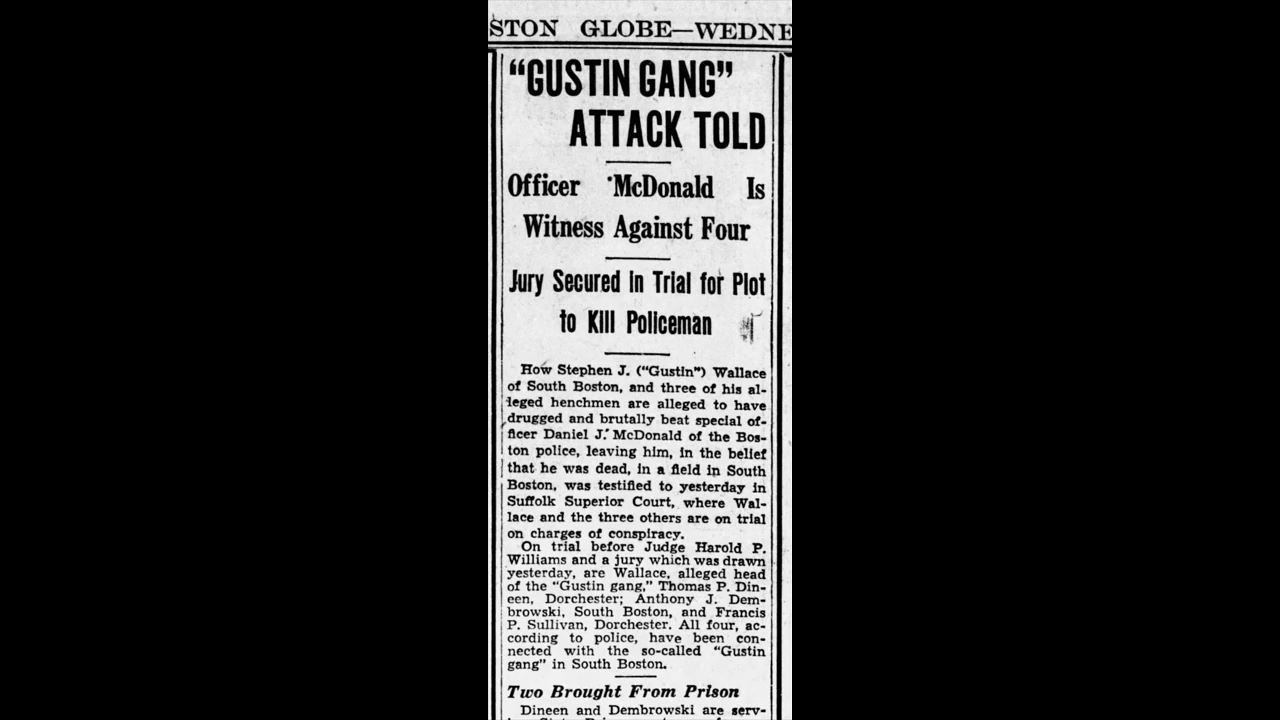 STON GLOBE—WEDNE
“GUSTIN GANG”
ATTACK TOLD
Officer McDonald Is
Witness Against Four
Jury Secured in Trial for Plot
to Kill Policeman
How Stephen J. (“Gustin”) Wallace
of South Boston, and three of his al-
leged henchmen are alleged to have
drugged and brutally beat special of-
ficer Daniel J. McDonald of the Bos-
ton police, leaving him, in the belief
that he was dead, in a field in South
Boston, was testified to yesterday in
Suffolk Superior Court, where Wal-
lace and the three others are on trial
on charges of conspiracy.
On trial before Judge Harold P.
Williams and a jury which was drawn
yesterday, are Wallace, alleged head
of the “Gustin gang,” Thomas P. Din-
een, Dorchester; Anthony J. Dem-
browski, South Boston, and Francis
P. Sullivan, Dorchester. All four, ac-
cording to police, have been con-
nected with the so-called “Gustin
gang” in South Boston.
Two Brought From Prison
Dineen and Dembrowski are serv-